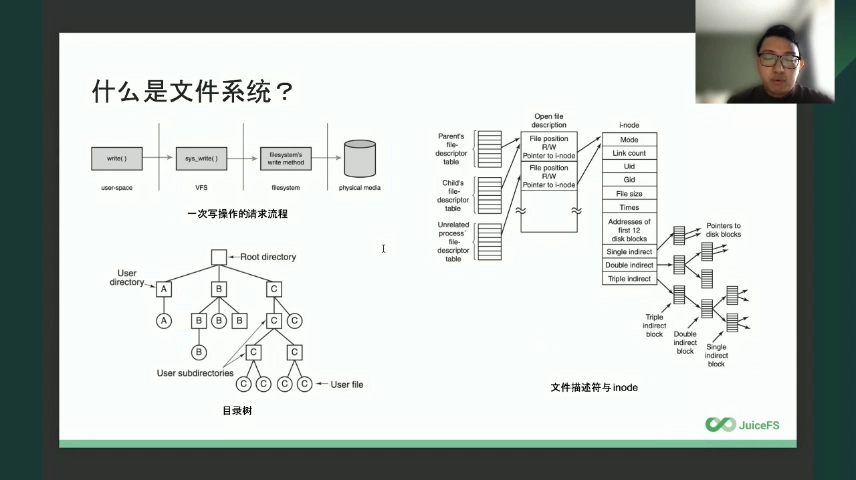 什么是文件系统？
write( )
sys_write( )
filesystem's
write method
user-space
VFS
filesystem
physical media
一次写操作的请求流程
Root directory
User
directory
A
B
C
A
B
B
B
C
C
B
C
C
User subdirectories
C
C
C
C
User file
目录树
Open file
description
i-node
Parent's
file-
descriptor
table
File position
R/W
Pointer to i-node
File position
R/W
Pointer to i-node
Child's
file-
descriptor
table
Unrelated
process'
file-
descriptor
table
Mode
Link count
Uid
Gid
File size
Times
Addresses of
first 12
disk blocks
Single indirect
Double indirect
Triple indirect
Pointers to
disk blocks
Triple
indirect
block
Double
indirect
block
Single
indirect
block
文件描述符与inode
JuiceFS